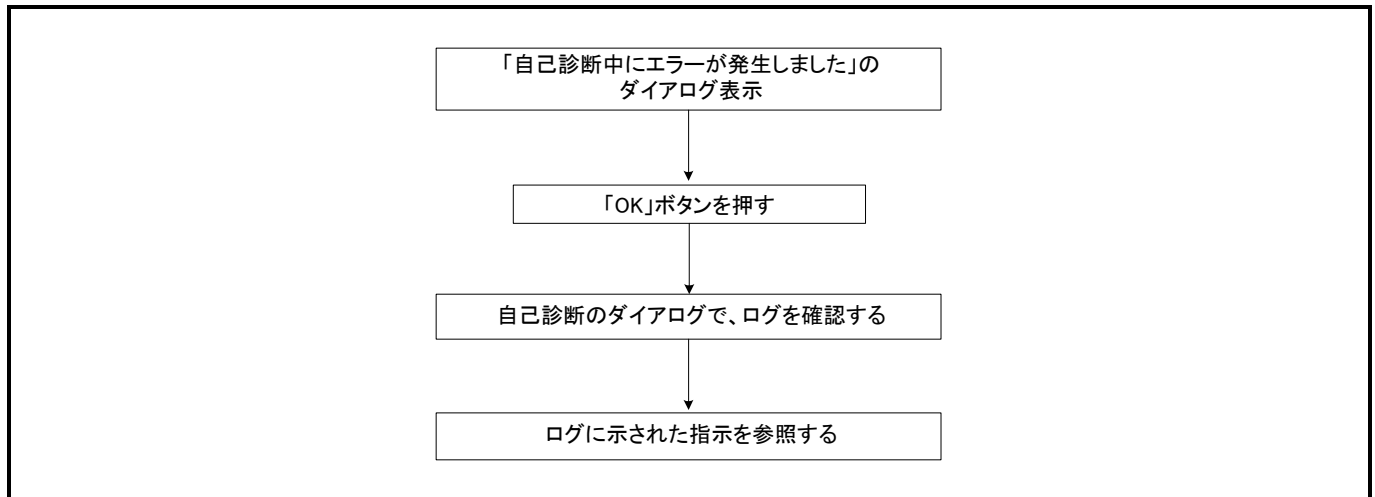 「自己診断中にエラーが発生しました」の
ダイアログ表示
「OK」ボタンを押す
自己診断のダイアログで、ログを確認する
ログに示された指示を参照する